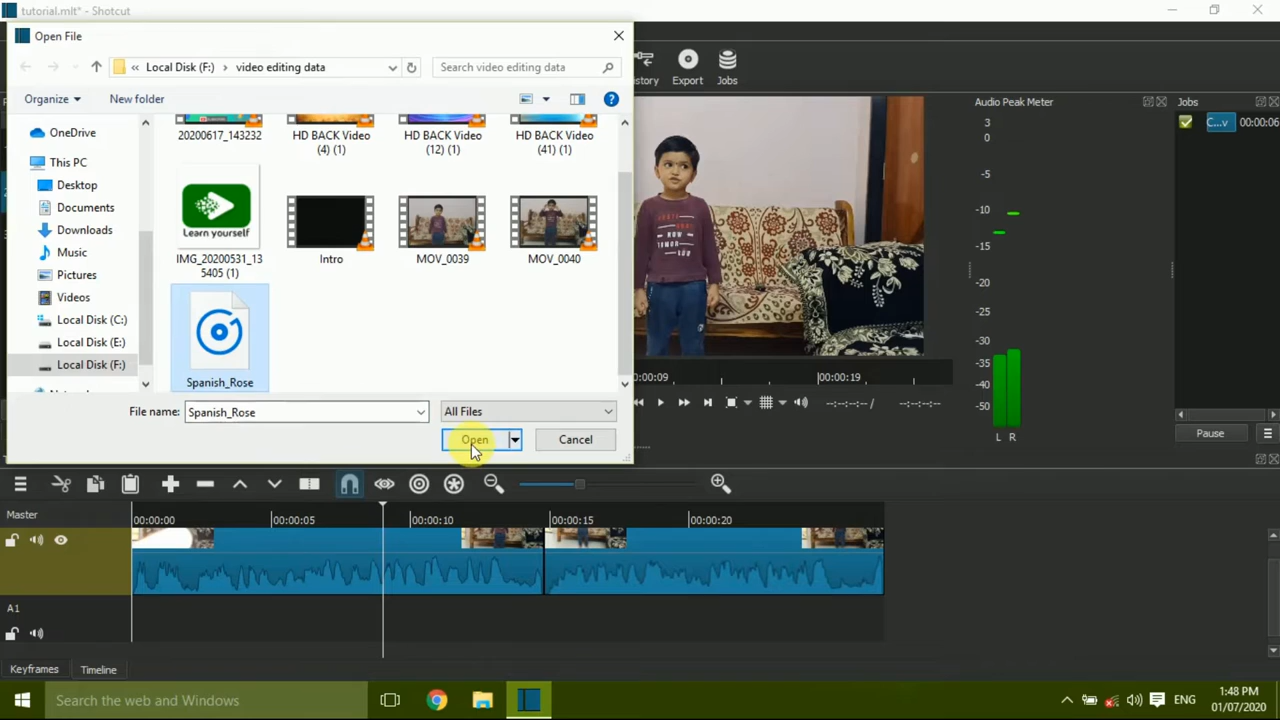 tutorial.mlt* - Shotcut
Open File
« Local Disk (F:) › video editing data
Search video editing data
Organize
New folder
story
Export
Jobs
OneDrive
This PC
Desktop
Documents
Downloads
Music
Pictures
Videos
Local Disk (C:)
Local Disk (E:)
Local Disk (F:)
20200617_143232
HD BACK Video (4) (1)
HD BACK Video (12) (1)
HD BACK Video (41) (1)
Learn yourself
IMG_20200531_13
5405 (1)
Intro
MOV_0039
MOV_0040
Spanish_Rose
File name:
Spanish_Rose
All Files
Open
Cancel
Audio Peak Meter
3
0
-5
-10
-15
-20
-25
-30
-35
-40
-50
L R
Jobs
C...v
00:00:06
Pause
0:00:09
00:00:19
--:--:-- /
--:--:--
Master
00:00:00
00:00:05
00:00:10
00:00:15
00:00:20
A1
Keyframes
Timeline
Search the web and Windows
ENG
1:48 PM
01/07/2020